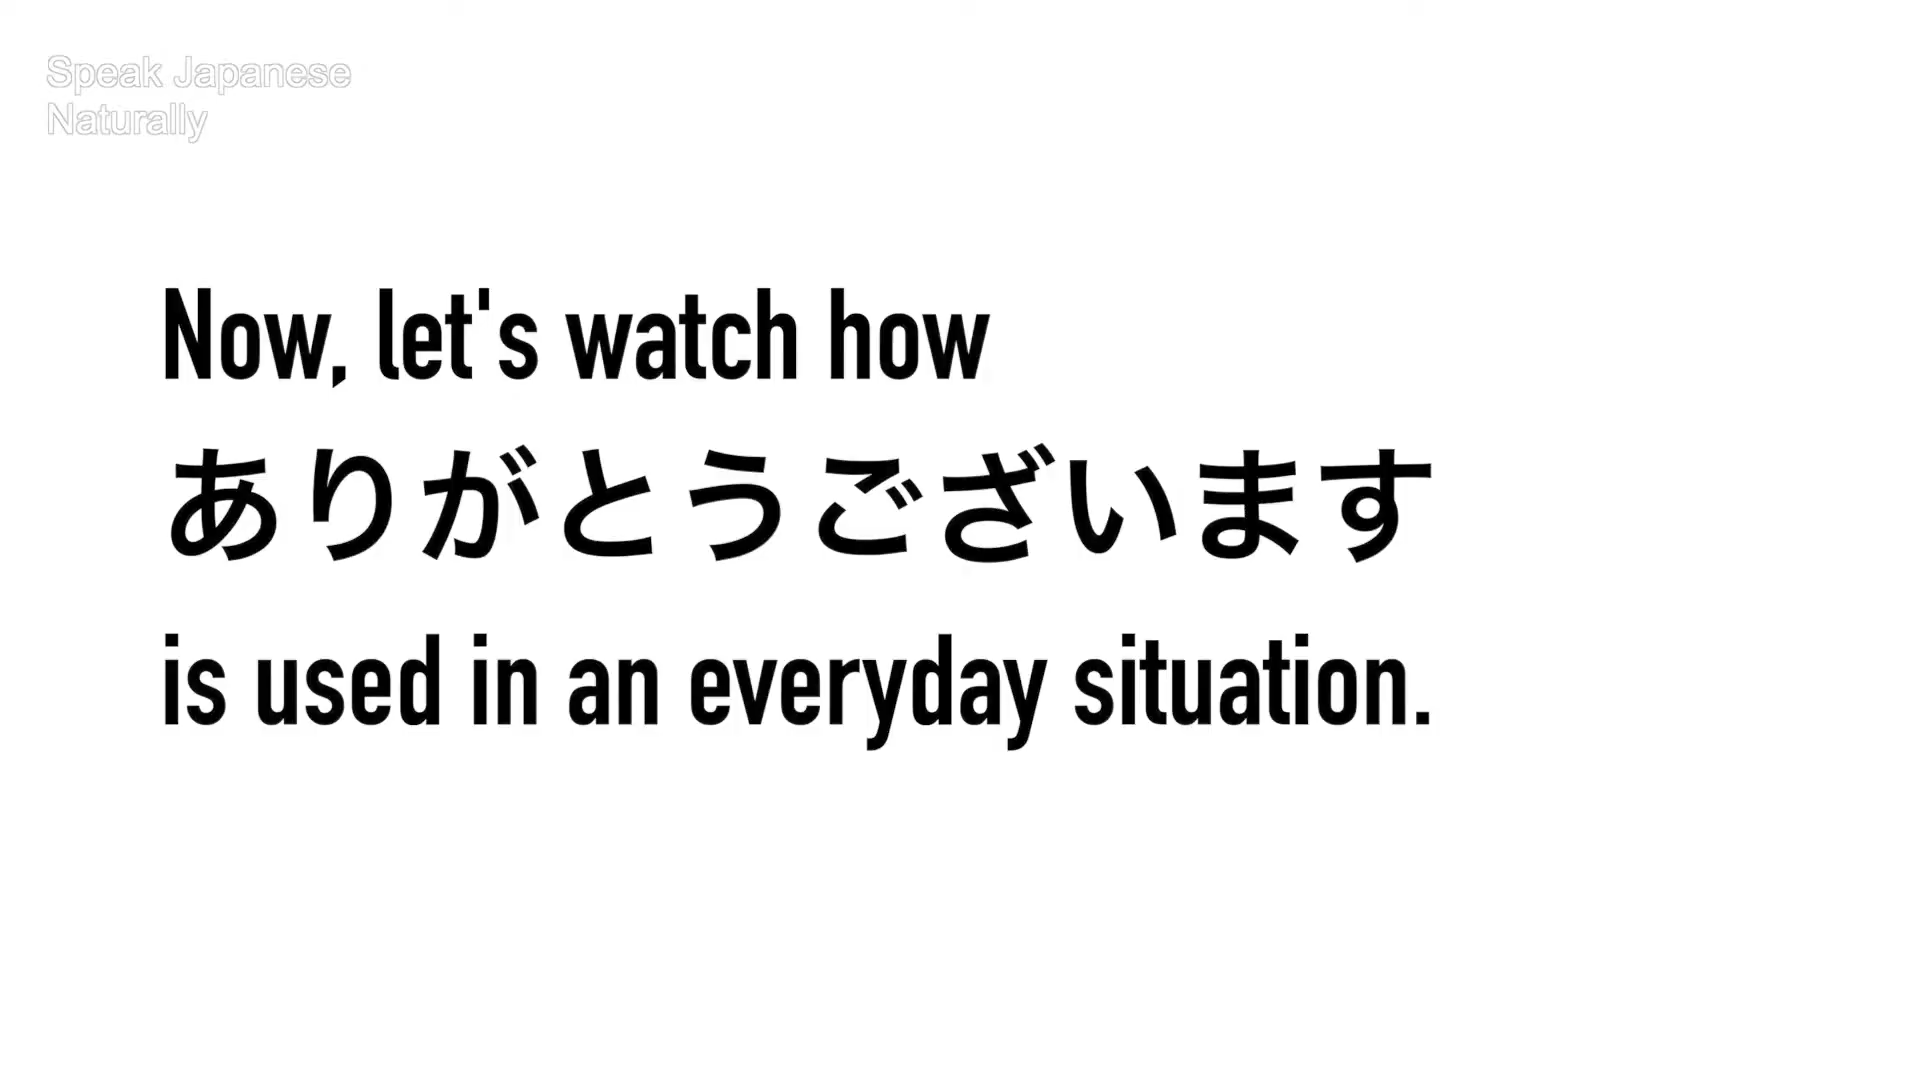 Speak Japanese
Naturally
Now, let's watch how
ありがとうございます
is used in an everyday situation.